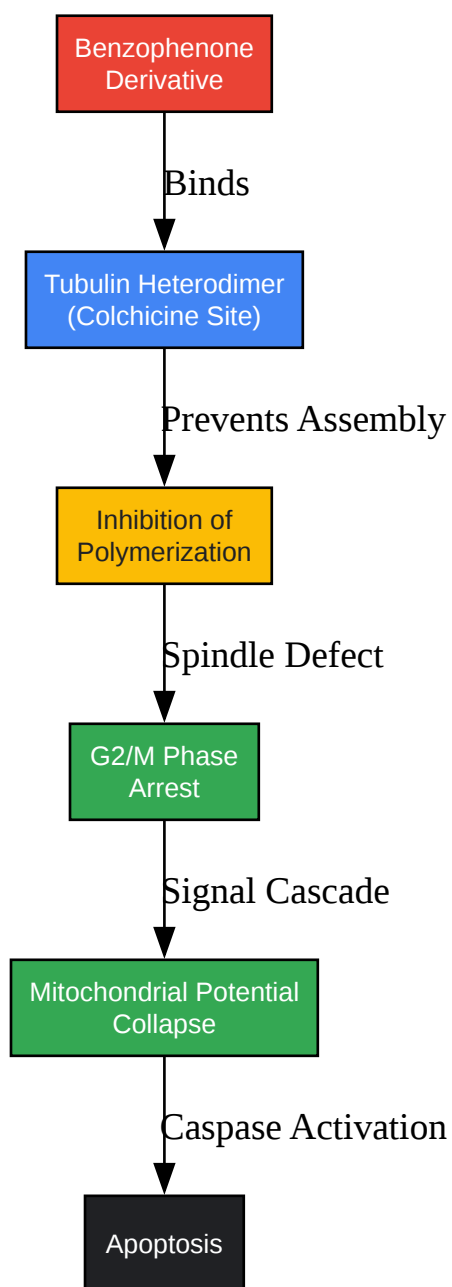 Benzophenone
Derivative
Binds
Tubulin Heterodimer
(Colchicine Site)
Prevents Assembly
Inhibition of
Polymerization
Spindle Defect
G2/M Phase
Arrest
Signal Cascade
Mitochondrial Potential
Collapse
Caspase Activation
Apoptosis